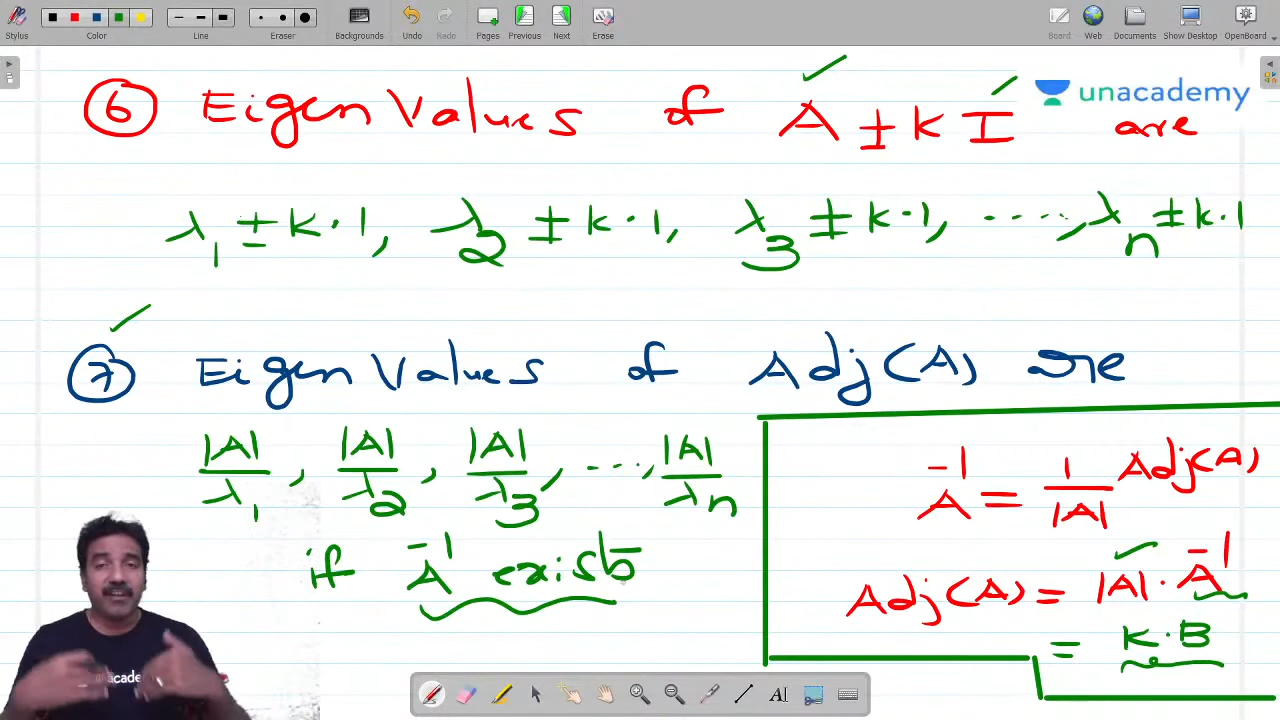 Stylus Color Line Eraser Backgrounds Undo Redo Pages Previous Next Erase Board Web Documents Show Desktop OpenBoard
unacademy
⑥ Eigen Values of A ± K I are
λ₁ ± K·1, λ₂ ± K·1, λ₃ ± K·1, ....., λₙ ± K·1
⑦ Eigen Values of Adj(A) are
|A|/λ₁, |A|/λ₂, |A|/λ₃, ...., |A|/λₙ
if A⁻¹ exists
A⁻¹ = 1/|A| Adj(A)
Adj(A) = |A|·A⁻¹
= K·B
unacade